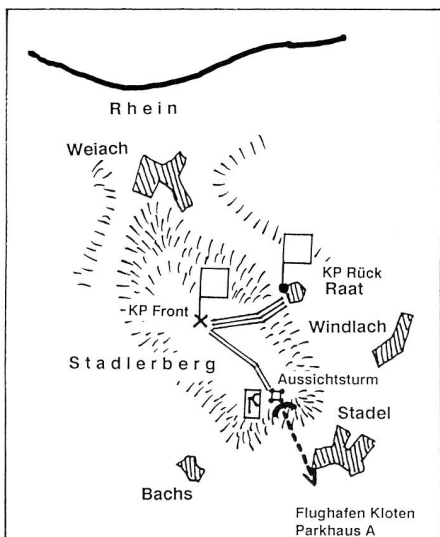 Rhein
Weiach
KP Rück
Raat
-KP Front
Windlach
Stadlerberg
Aussichtsturm
Stadel
Bachs
Flughafen Kloten
Parkhaus A